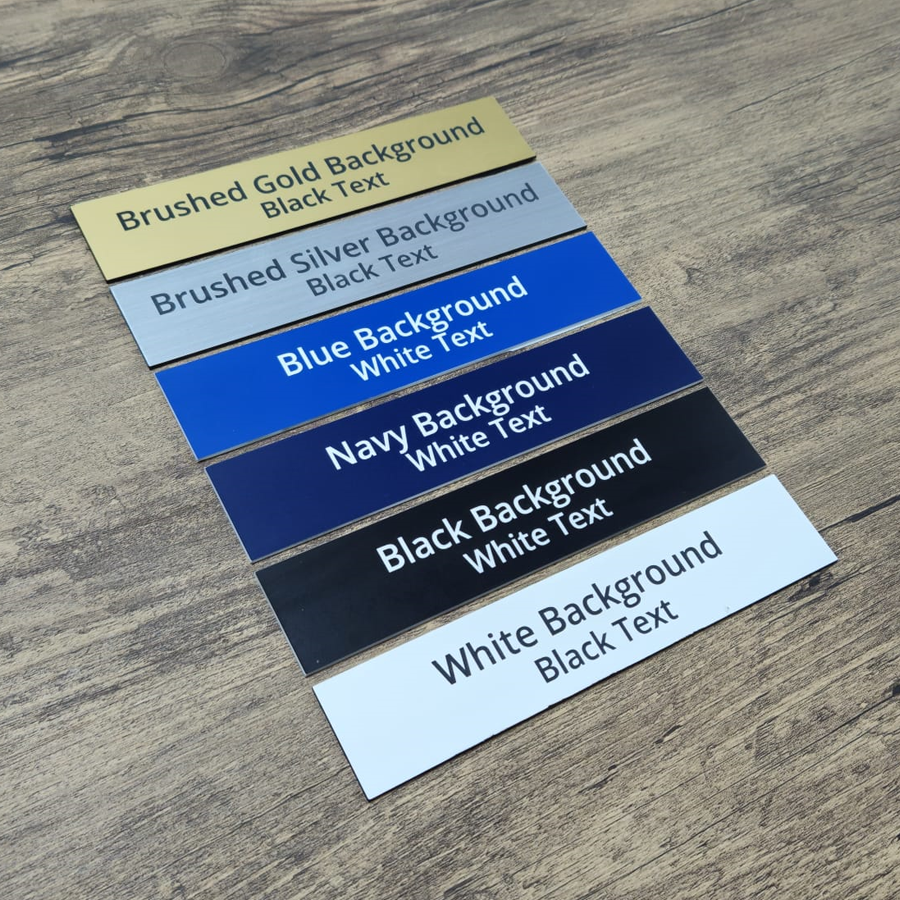 Brushed Gold Background
Black Text
Brushed Silver Background
Black Text
Blue Background
White Text
Navy Background
White Text
Black Background
White Text
White Background
Black Text